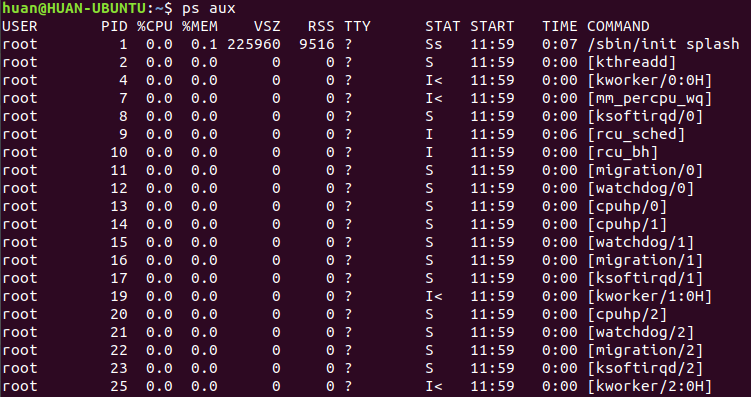 huan@HUAN-UBUNTU:~$ ps aux
USER PID %CPU %MEM VSZ RSS TTY STAT START TIME COMMAND
root 1 0.0 0.1 225960 9516 ? Ss 11:59 0:07 /sbin/init splash
root 2 0.0 0.0 0 0 ? S 11:59 0:00 [kthreadd]
root 4 0.0 0.0 0 0 ? I< 11:59 0:00 [kworker/0:0H]
root 7 0.0 0.0 0 0 ? I< 11:59 0:00 [mm_percpu_wq]
root 8 0.0 0.0 0 0 ? S 11:59 0:00 [ksoftirqd/0]
root 9 0.0 0.0 0 0 ? I 11:59 0:06 [rcu_sched]
root 10 0.0 0.0 0 0 ? I 11:59 0:00 [rcu_bh]
root 11 0.0 0.0 0 0 ? S 11:59 0:00 [migration/0]
root 12 0.0 0.0 0 0 ? S 11:59 0:00 [watchdog/0]
root 13 0.0 0.0 0 0 ? S 11:59 0:00 [cpuhp/0]
root 14 0.0 0.0 0 0 ? S 11:59 0:00 [cpuhp/1]
root 15 0.0 0.0 0 0 ? S 11:59 0:00 [watchdog/1]
root 16 0.0 0.0 0 0 ? S 11:59 0:00 [migration/1]
root 17 0.0 0.0 0 0 ? S 11:59 0:00 [ksoftirqd/1]
root 19 0.0 0.0 0 0 ? I< 11:59 0:00 [kworker/1:0H]
root 20 0.0 0.0 0 0 ? S 11:59 0:00 [cpuhp/2]
root 21 0.0 0.0 0 0 ? S 11:59 0:00 [watchdog/2]
root 22 0.0 0.0 0 0 ? S 11:59 0:00 [migration/2]
root 23 0.0 0.0 0 0 ? S 11:59 0:00 [ksoftirqd/2]
root 25 0.0 0.0 0 0 ? I< 11:59 0:00 [kworker/2:0H]